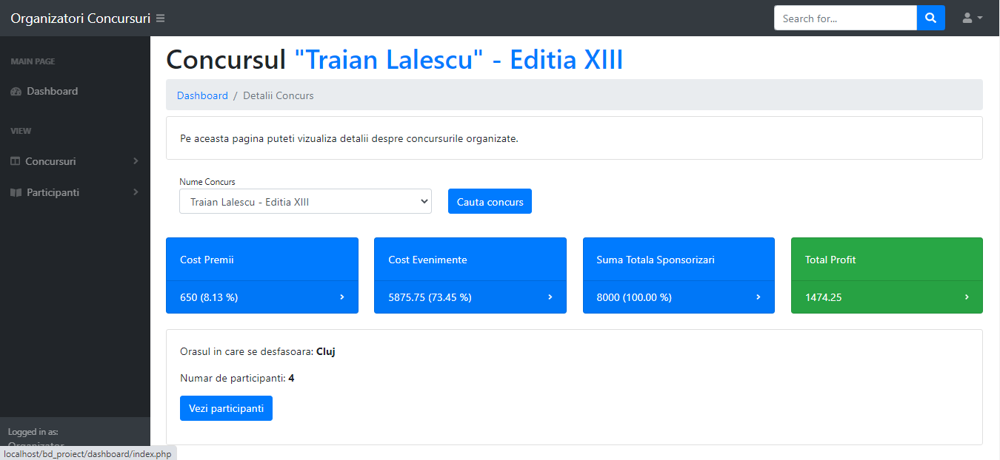 Organizatori Concursuri
Search for...
MAIN PAGE
Dashboard
VIEW
Concursuri
Participanti
Logged in as:
Organizator
localhost/bd_proiect/dashboard/index.php
Concursul "Traian Lalescu" - Editia XIII
Dashboard / Detalii Concurs
Pe aceasta pagina puteti vizualiza detalii despre concursurile organizate.
Nume Concurs
Traian Lalescu - Editia XIII
Cauta concurs
Cost Premii
650 (8.13 %)
Cost Evenimente
5875.75 (73.45 %)
Suma Totala Sponsorizari
8000 (100.00 %)
Total Profit
1474.25
Orasul in care se desfasoara: Cluj
Numar de participanti: 4
Vezi participanti